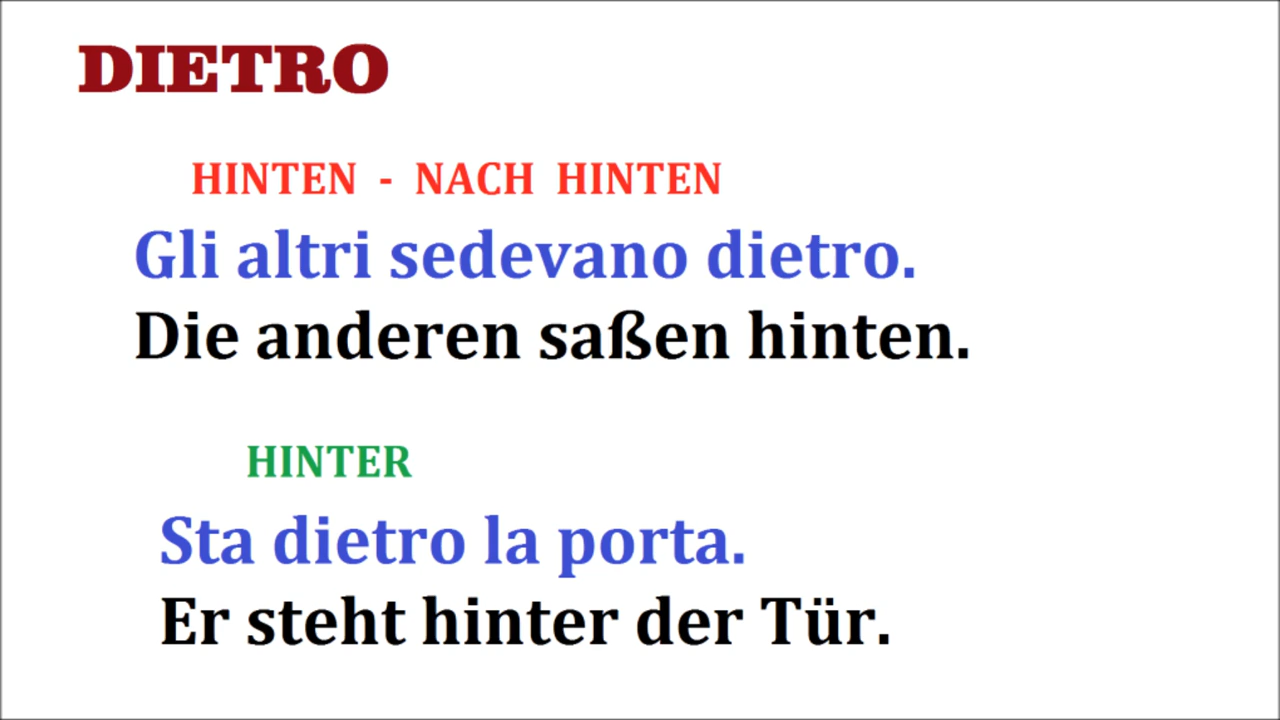 DIETRO
HINTEN - NACH HINTEN
Gli altri sedevano dietro.
Die anderen saßen hinten.
HINTER
Sta dietro la porta.
Er steht hinter der Tür.